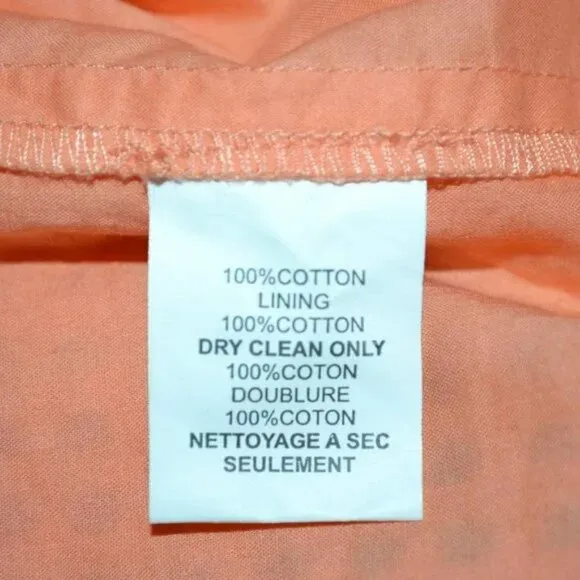 100%COTTON
LINING
100%COTTON
DRY CLEAN ONLY
100%COTON
DOUBLURE
100%COTON
NETTOYAGE A SEC
SEULEMENT